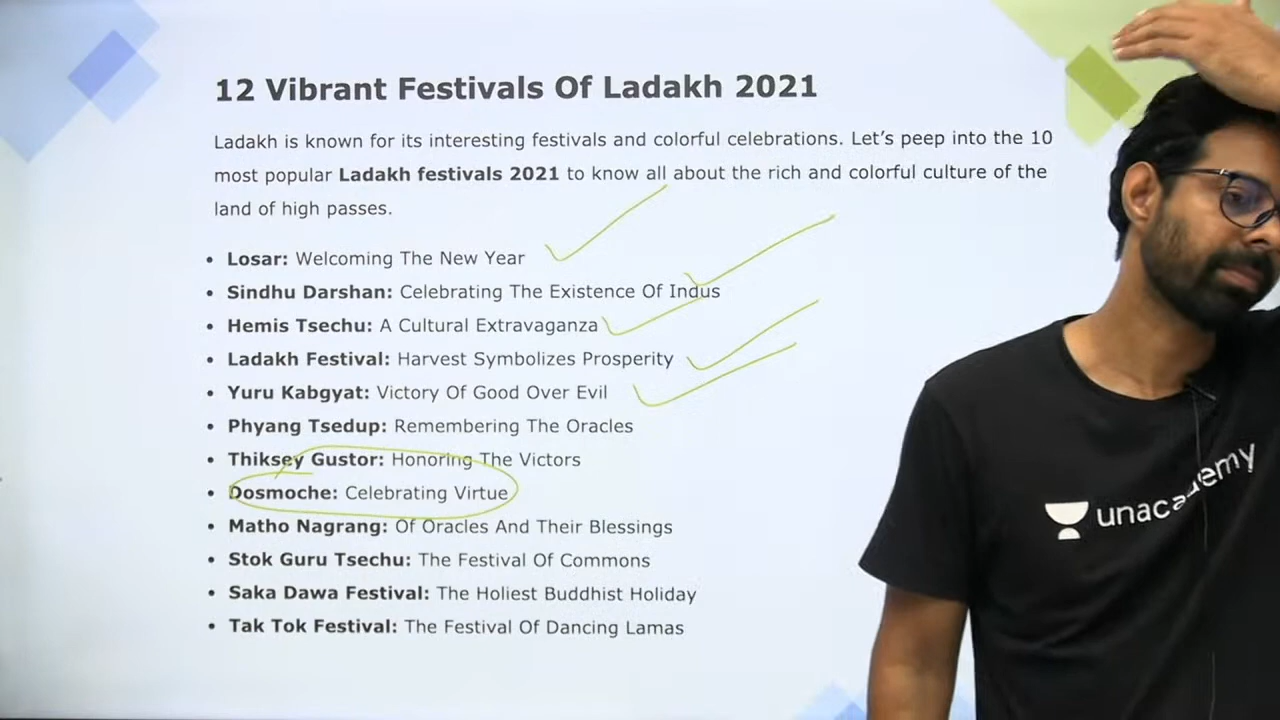 12 Vibrant Festivals Of Ladakh 2021
Ladakh is known for its interesting festivals and colorful celebrations. Let's peep into the 10
most popular Ladakh festivals 2021 to know all about the rich and colorful culture of the
land of high passes.
• Losar: Welcoming The New Year
• Sindhu Darshan: Celebrating The Existence Of Indus
• Hemis Tsechu: A Cultural Extravaganza
• Ladakh Festival: Harvest Symbolizes Prosperity
• Yuru Kabgyat: Victory Of Good Over Evil
• Phyang Tsedup: Remembering The Oracles
• Thiksey Gustor: Honoring The Victors
• Dosmoche: Celebrating Virtue
• Matho Nagrang: Of Oracles And Their Blessings
• Stok Guru Tsechu: The Festival Of Commons
• Saka Dawa Festival: The Holiest Buddhist Holiday
• Tak Tok Festival: The Festival Of Dancing Lamas
unacademy